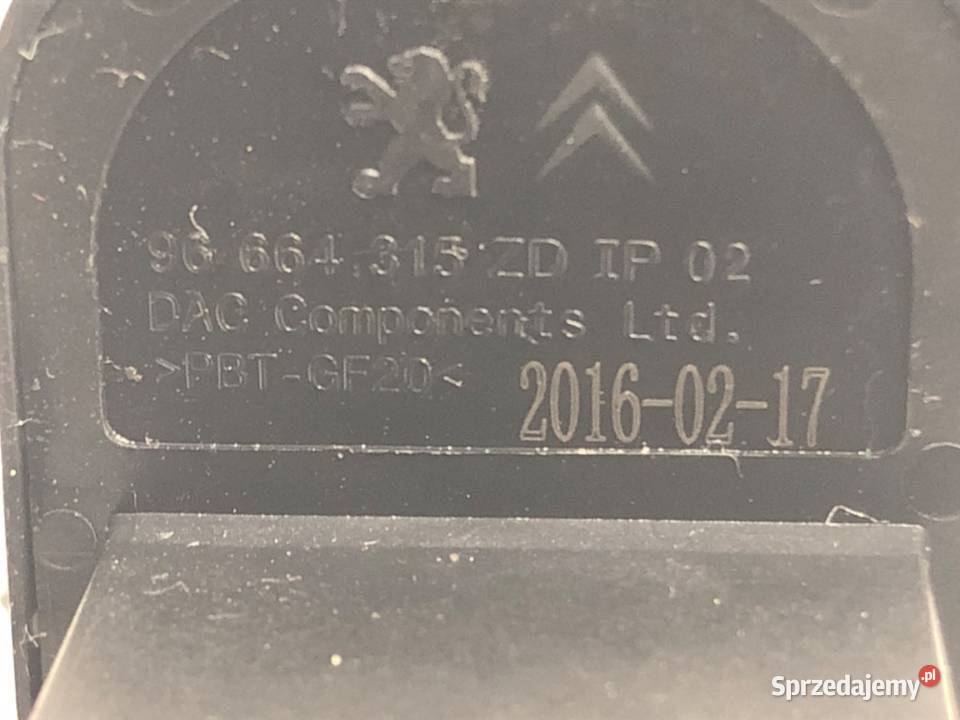 96 664 315 ZD IP 02
DAC Components Ltd.
>PBT-GF20<
2016-02-17
Sprzedajemy.pl